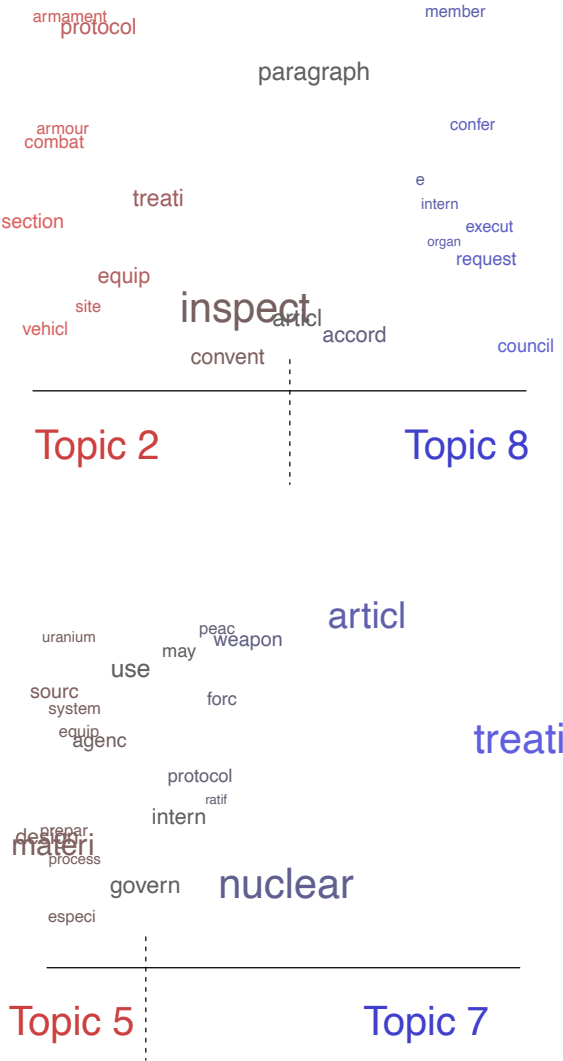 armament
member
protocol
paragraph
confer
armour
combat
e
treati
intern
section
execut
organ
request
equip
site
inspect
articl
vehicl
accord
council
convent
Topic 2
Topic 8
articl
peac
uranium
weapon
may
use
sourc
forc
system
equip
agenc
treati
protocol
ratif
intern
prepar
design
materi
process
govern
nuclear
especi
Topic 5
Topic 7